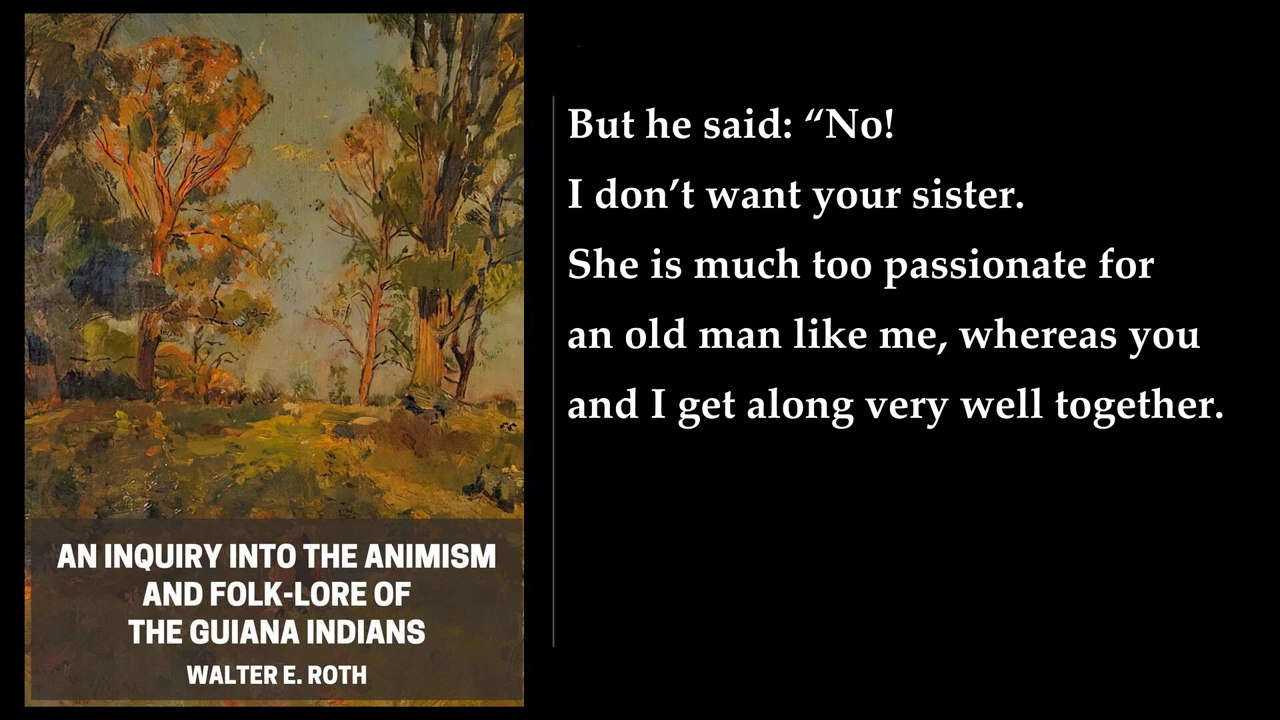 But he said: “No!
I don’t want your sister.
She is much too passionate for
an old man like me, whereas you
and I get along very well together.
AN INQUIRY INTO THE ANIMISM
AND FOLK-LORE OF
THE GUIANA INDIANS
WALTER E. ROTH